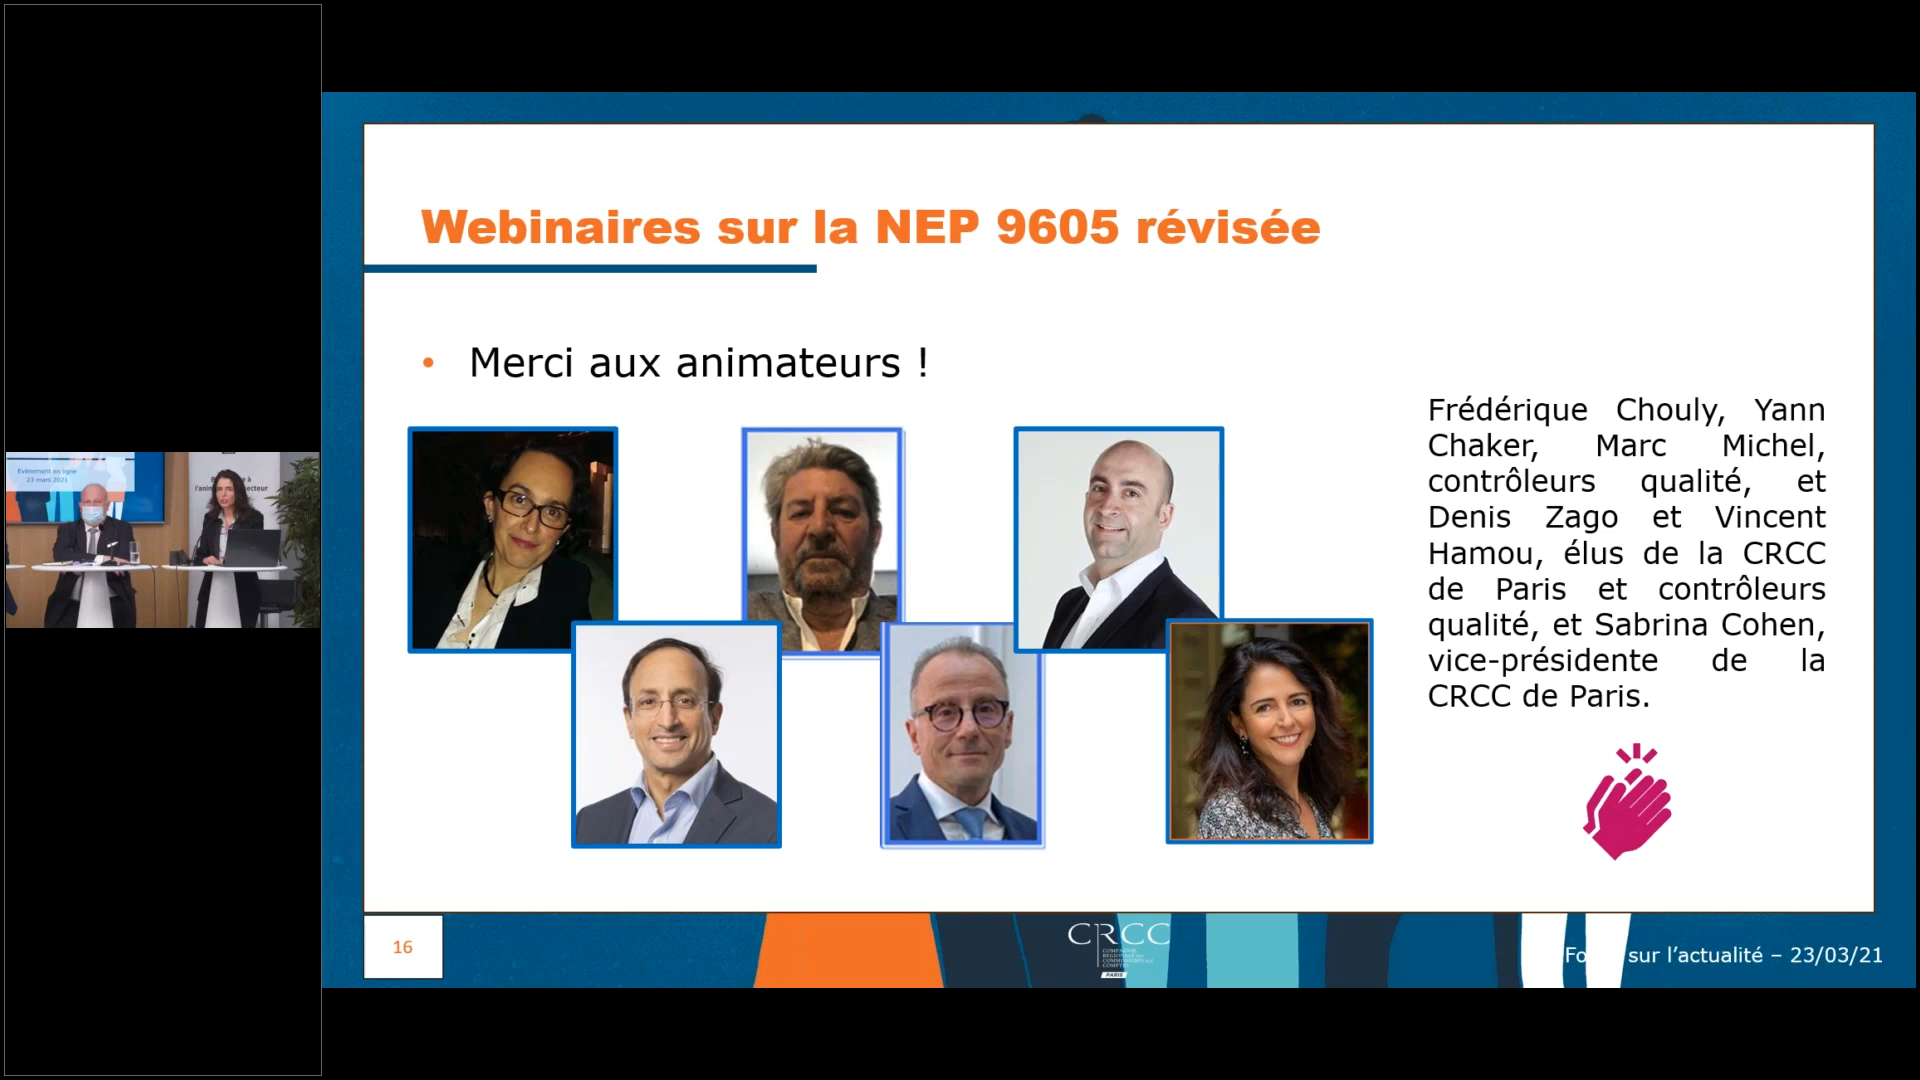 Evénement en ligne
23 mars 2021
Webinaires sur la NEP 9605 révisée
• Merci aux animateurs !
Frédérique Chouly, Yann
Chaker, Marc Michel,
contrôleurs qualité, et
Denis Zago et Vincent
Hamou, élus de la CRCC
de Paris et contrôleurs
qualité, et Sabrina Cohen,
vice-présidente de la
CRCC de Paris.
16
CRCC
COMPAGNIE
RÉGIONALE DES
COMMISSAIRES AUX
COMPTES
PARIS
sur l’actualité – 23/03/21